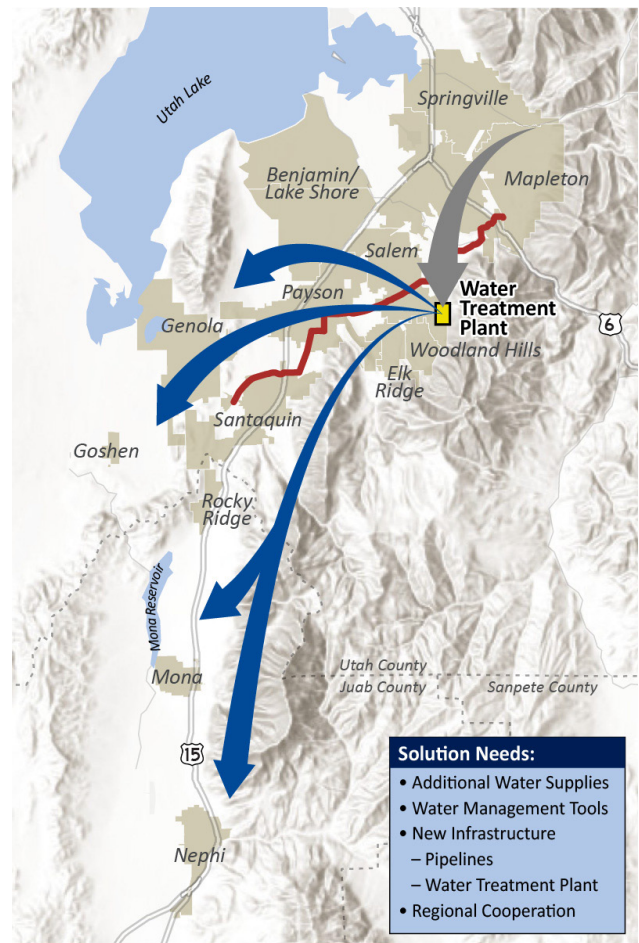 Utah Lake
Springville
Benjamin/
Lake Shore
Mapleton
Salem
Payson
Water
Treatment
Plant
Genola
6
Woodland Hills
Elk
Ridge
Santaquin
Goshen
Rocky
Ridge
Mona Reservoir
Utah County
Juab County
Sanpete County
Mona
15
Nephi
Solution Needs:
• Additional Water Supplies
• Water Management Tools
• New Infrastructure
– Pipelines
– Water Treatment Plant
• Regional Cooperation